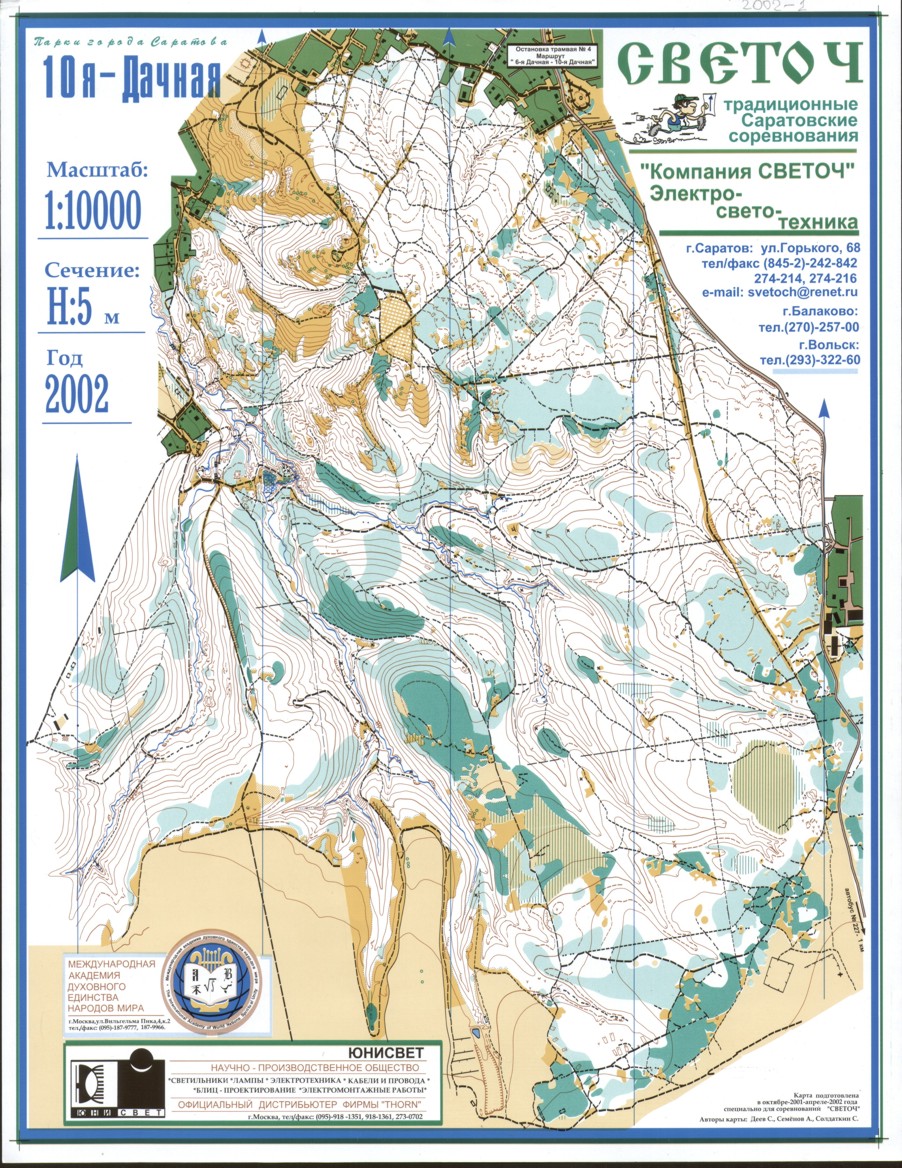 2002-1
Парки города Саратова
10я-Дачная
Масштаб:
1:10000
Сечение:
Н:5 м
Год
2002
Остановка трамвая № 4
Маршрут
" 6-я Дачная - 10-я Дачная"
СВЕТОЧ
традиционные
Саратовские
соревнования
"Компания СВЕТОЧ"
Электро-
свето-
техника
г.Саратов: ул.Горького, 68
тел/факс (845-2)-242-842
274-214, 274-216
e-mail: svetoch@renet.ru
г.Балаково:
тел.(270)-257-00
г.Вольск:
тел.(293)-322-60
автобус № 227- 1 км
МЕЖДУНАРОДНАЯ
АКАДЕМИЯ
ДУХОВНОГО
ЕДИНСТВА
НАРОДОВ МИРА
г.Москва,ул.Вильгельма Пика,4,к.2
тел./факс: (095)-187-9777, 187-9966.
ЮНИСВЕТ
НАУЧНО - ПРОИЗВОДСТВЕННОЕ ОБЩЕСТВО
*СВЕТИЛЬНИКИ *ЛАМПЫ * ЭЛЕКТРОТЕХНИКА * КАБЕЛИ И ПРОВОДА *
*БЛИЦ - ПРОЕКТИРОВАНИЕ *ЭЛЕКТРОМОНТАЖНЫЕ РАБОТЫ*
ОФИЦИАЛЬНЫЙ ДИСТРИБЬЮТЕР ФИРМЫ "THORN"
г.Москва, тел/факс: (095)-918 -1351, 918-1361, 273-0702
ЮНИ СВЕТ
Карта подготовлена
в октябре-2001-апреле-2002 года
специально для соревнований "СВЕТОЧ"
Авторы карты: Деев С., Семёнов А., Солдаткин С.